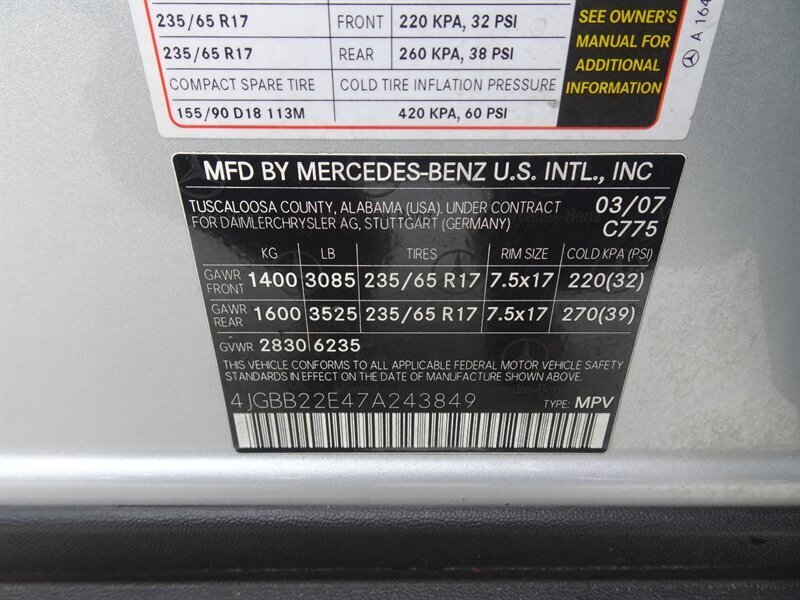 235/65 R17 FRONT 220 KPA, 32 PSI
235/65 R17 REAR 260 KPA, 38 PSI
COMPACT SPARE TIRE COLD TIRE INFLATION PRESSURE
155/90 D18 113M 420 KPA, 60 PSI
SEE OWNER'S
MANUAL FOR
ADDITIONAL
INFORMATION
A 164
MFD BY MERCEDES-BENZ U.S. INTL., INC
TUSCALOOSA COUNTY, ALABAMA (USA). UNDER CONTRACT 03/07
FOR DAIMLERCHRYSLER AG, STUTTGART (GERMANY) C775
KG LB TIRES RIM SIZE COLD KPA (PSI)
GAWR FRONT 1400 3085 235/65 R17 7.5x17 220(32)
GAWR REAR 1600 3525 235/65 R17 7.5x17 270(39)
GVWR 2830 6235
THIS VEHICLE CONFORMS TO ALL APPLICABLE FEDERAL MOTOR VEHICLE SAFETY
STANDARDS IN EFFECT ON THE DATE OF MANUFACTURE SHOWN ABOVE.
4JGBB22E47A243849 TYPE: MPV